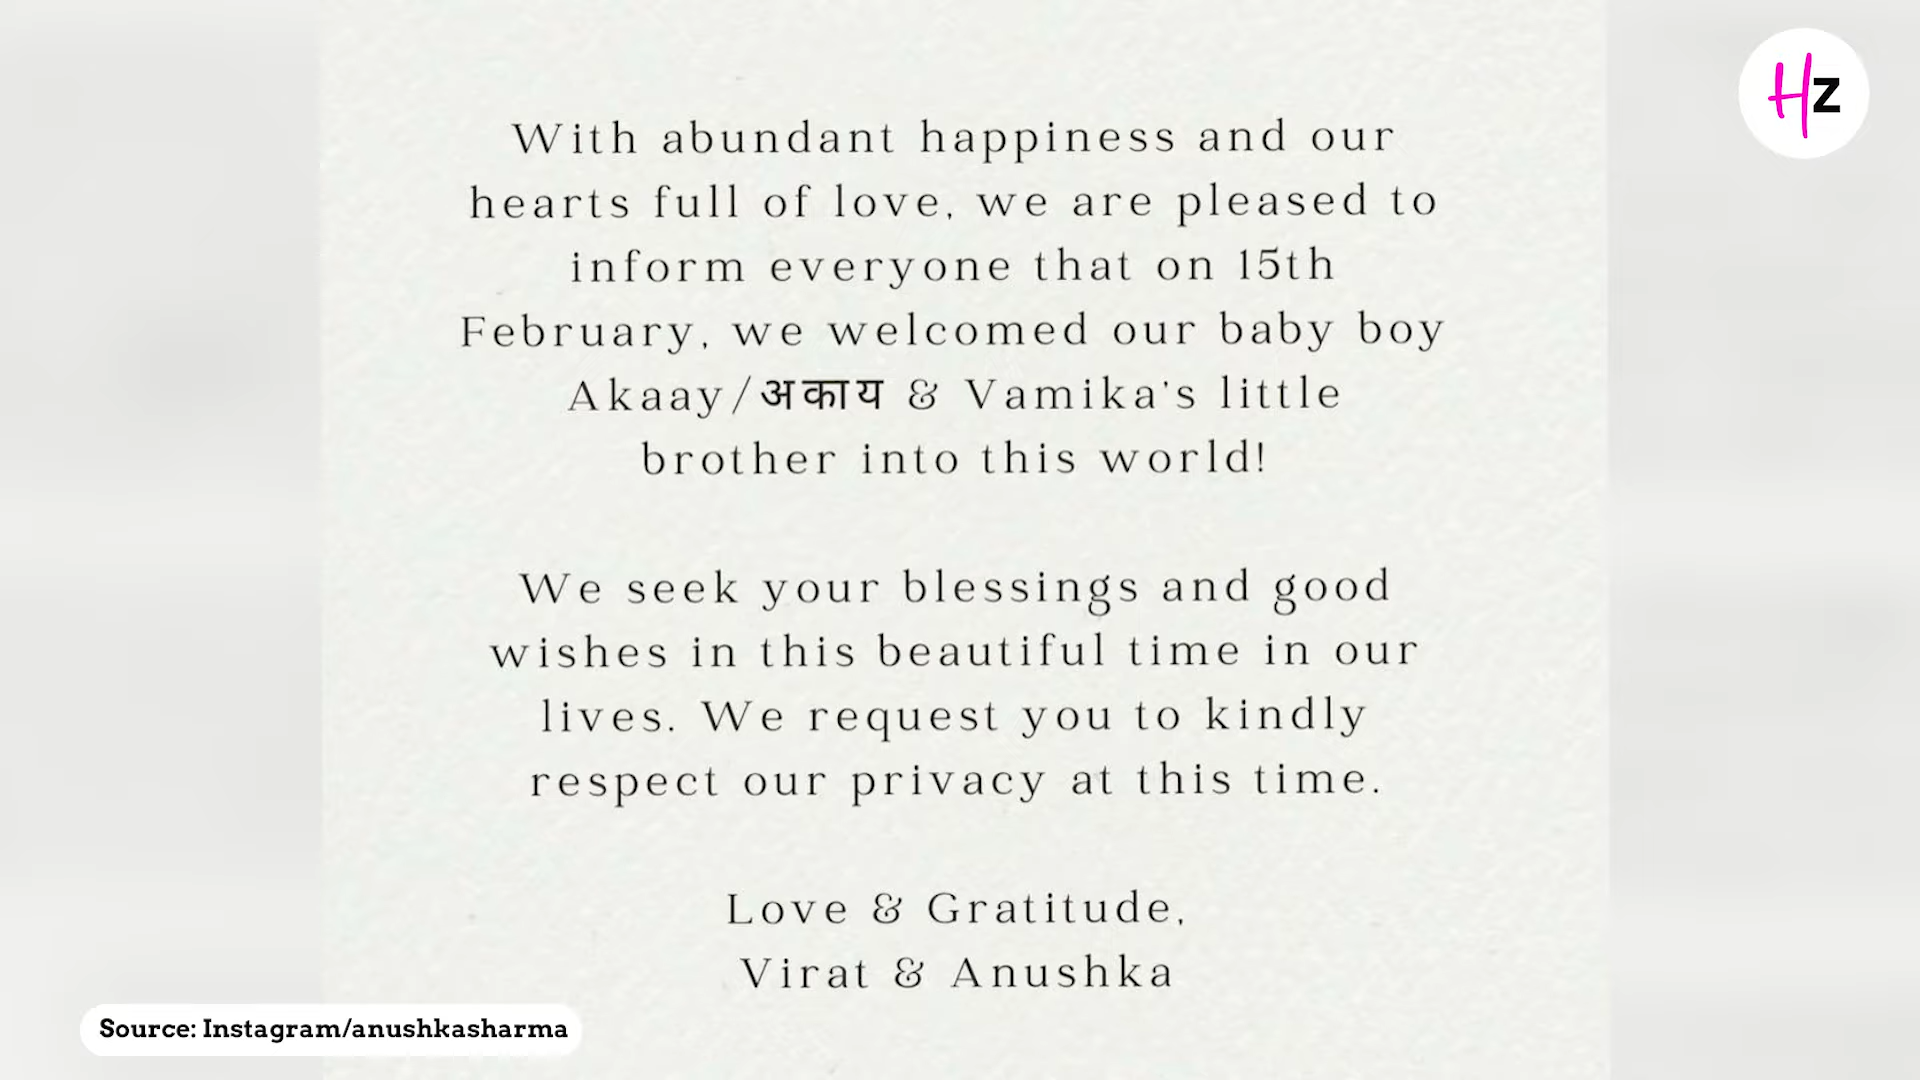 Hz
With abundant happiness and our
hearts full of love, we are pleased to
inform everyone that on 15th
February, we welcomed our baby boy
Akaay/अकाय & Vamika's little
brother into this world!
We seek your blessings and good
wishes in this beautiful time in our
lives. We request you to kindly
respect our privacy at this time.
Love & Gratitude,
Virat & Anushka
Source: Instagram/anushkasharma